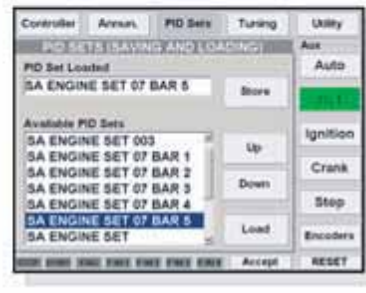 Controller Annun. PID Sets Tuning Utility
PID SETS (SAVING AND LOADING)
Aux
PID Set Loaded
Auto
SA ENGINE SET 07 BAR 5
Store
Available PID Sets
Ignition
SA ENGINE SET 003
SA ENGINE SET 07 BAR 1
Up
SA ENGINE SET 07 BAR 2
Crank
SA ENGINE SET 07 BAR 3
Down
SA ENGINE SET 07 BAR 4
Stop
SA ENGINE SET 07 BAR 5
SA ENGINE SET
Load
Encoders
Accept
RESET